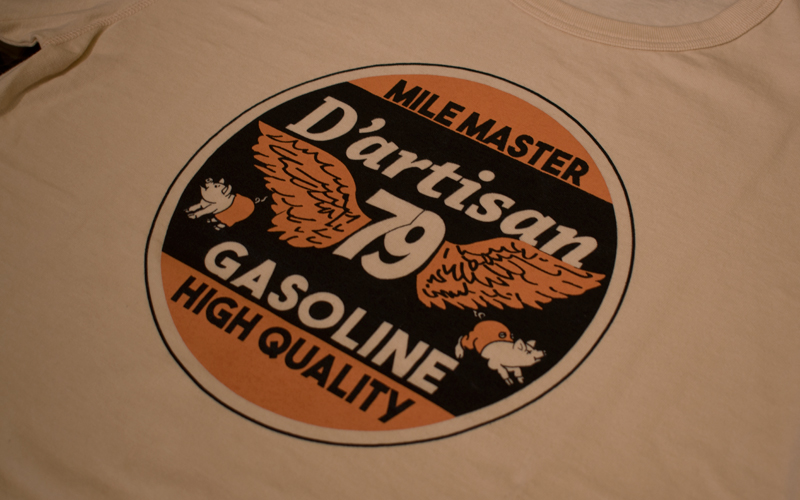 MILE MASTER
D'artisan
79
GASOLINE
HIGH QUALITY